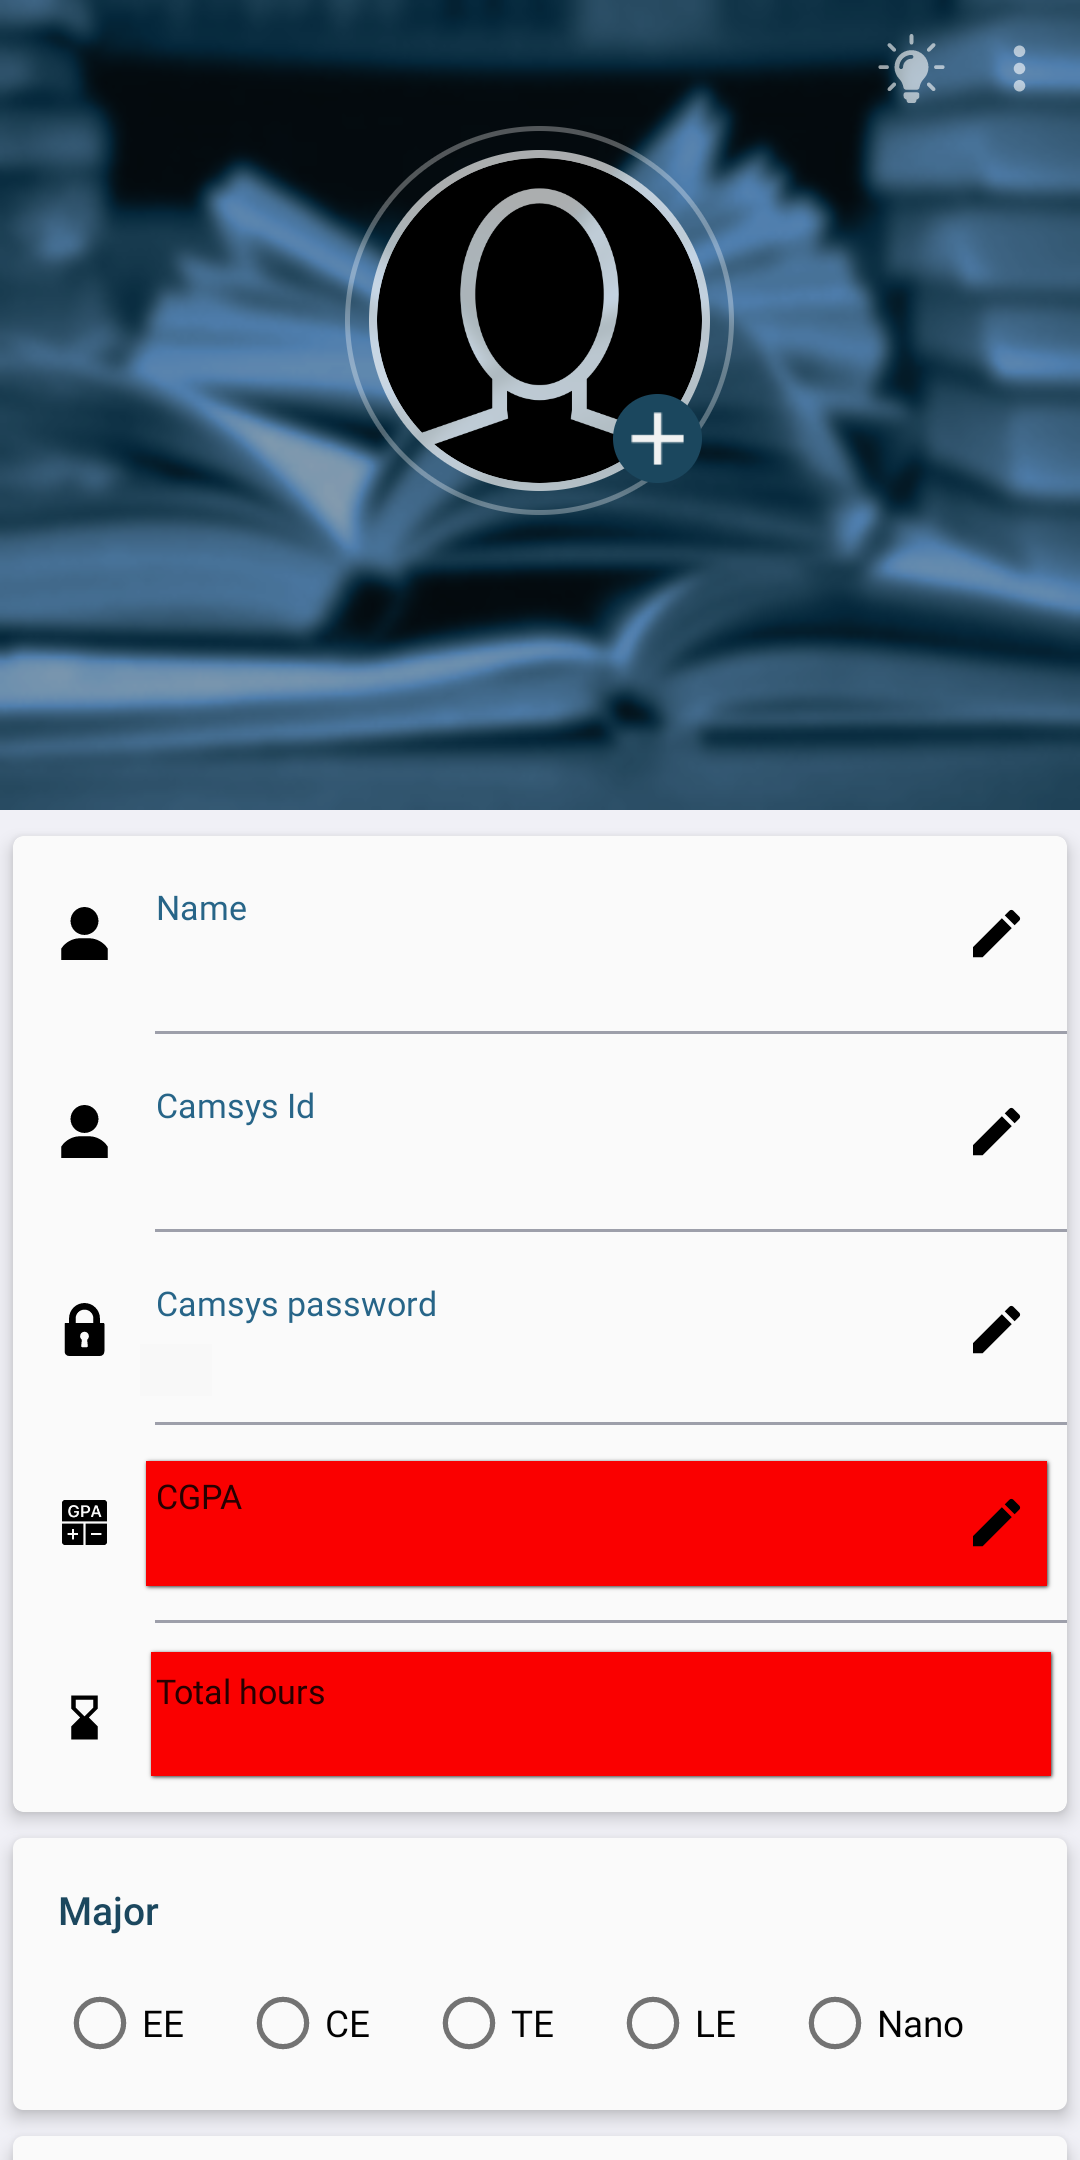 Name
Camsys Id
Camsys password
GPA
CGPA
Total hours
Major
EE CE TE LE Nano